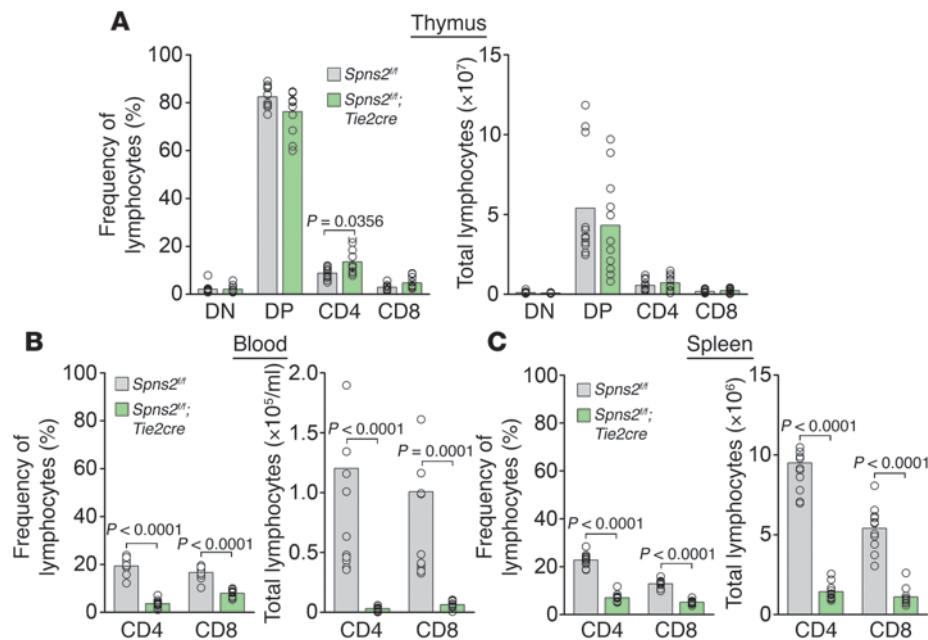 A
Thymus
Frequency of
lymphocytes (%)
100
80
60
40
20
0
Spns2f/f
Spns2f/f;
Tie2cre
P = 0.0356
DN
DP
CD4
CD8
Total lymphocytes (×10⁷)
15
10
5
0
DN
DP
CD4
CD8
B
Blood
Frequency of
lymphocytes (%)
100
80
60
40
20
0
Spns2f/f
Spns2f/f;
Tie2cre
P < 0.0001
P < 0.0001
CD4
CD8
Total lymphocytes (×10⁵/ml)
2.0
1.5
1.0
0.5
0
P < 0.0001
P = 0.0001
CD4
CD8
C
Spleen
Frequency of
lymphocytes (%)
100
80
60
40
20
0
Spns2f/f
Spns2f/f;
Tie2cre
P < 0.0001
P < 0.0001
CD4
CD8
Total lymphocytes (×10⁶)
15
10
5
0
P < 0.0001
P < 0.0001
CD4
CD8